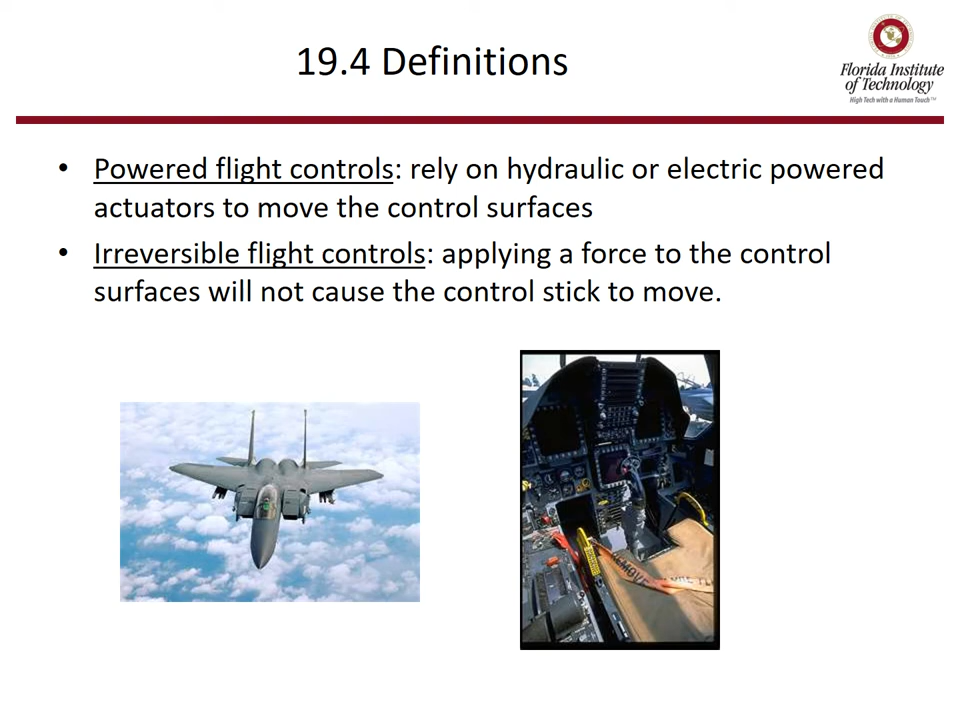 19.4 Definitions
Florida Institute
of Technology
High Tech with a Human Touch™
• Powered flight controls: rely on hydraulic or electric powered
actuators to move the control surfaces
• Irreversible flight controls: applying a force to the control
surfaces will not cause the control stick to move.
REMOVE